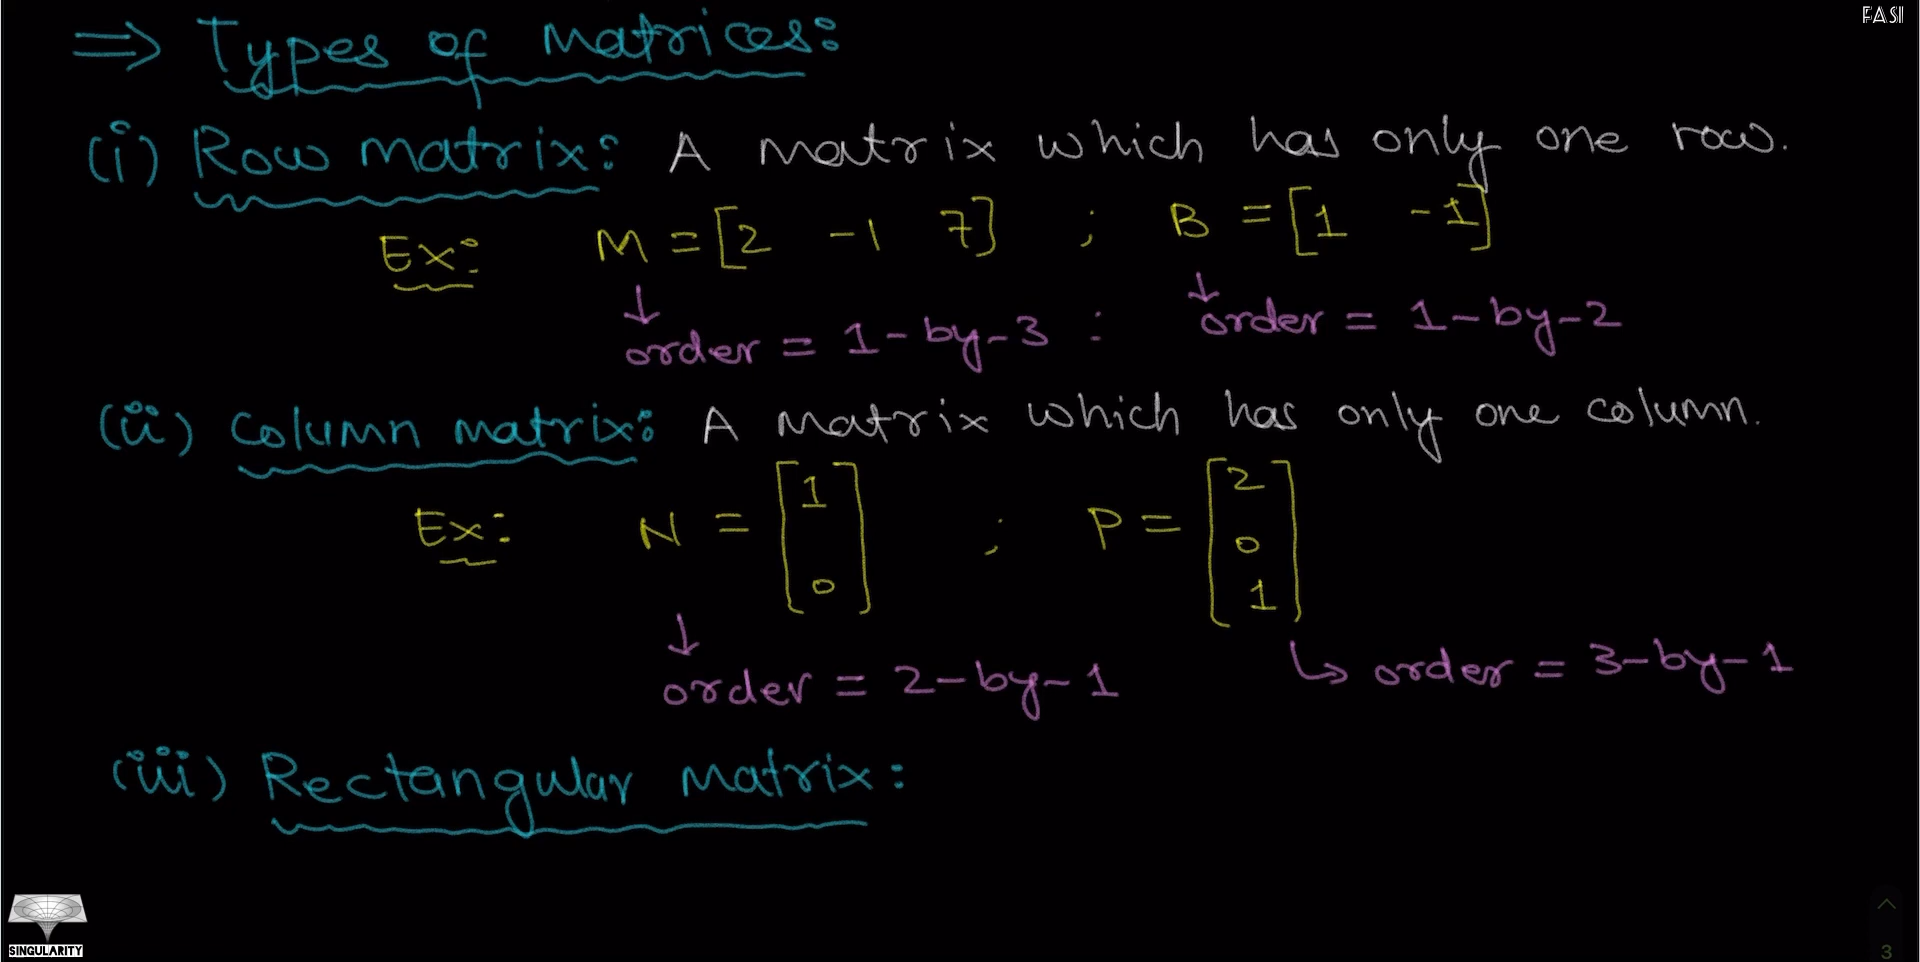 FASI
⇒ Types of Matrices:
(i) Row matrix: A matrix which has only one row.
Ex: M = [2 -1 7] ; B = [1 -1]
↓ ↓
order = 1-by-3 : order = 1-by-2
(ii) Column matrix: A matrix which has only one column.
Ex: N = [1 0] ; P = [2 0 1]
↓
order = 2-by-1 ↳ order = 3-by-1
(iii) Rectangular Matrix:
SINGULARITY
3